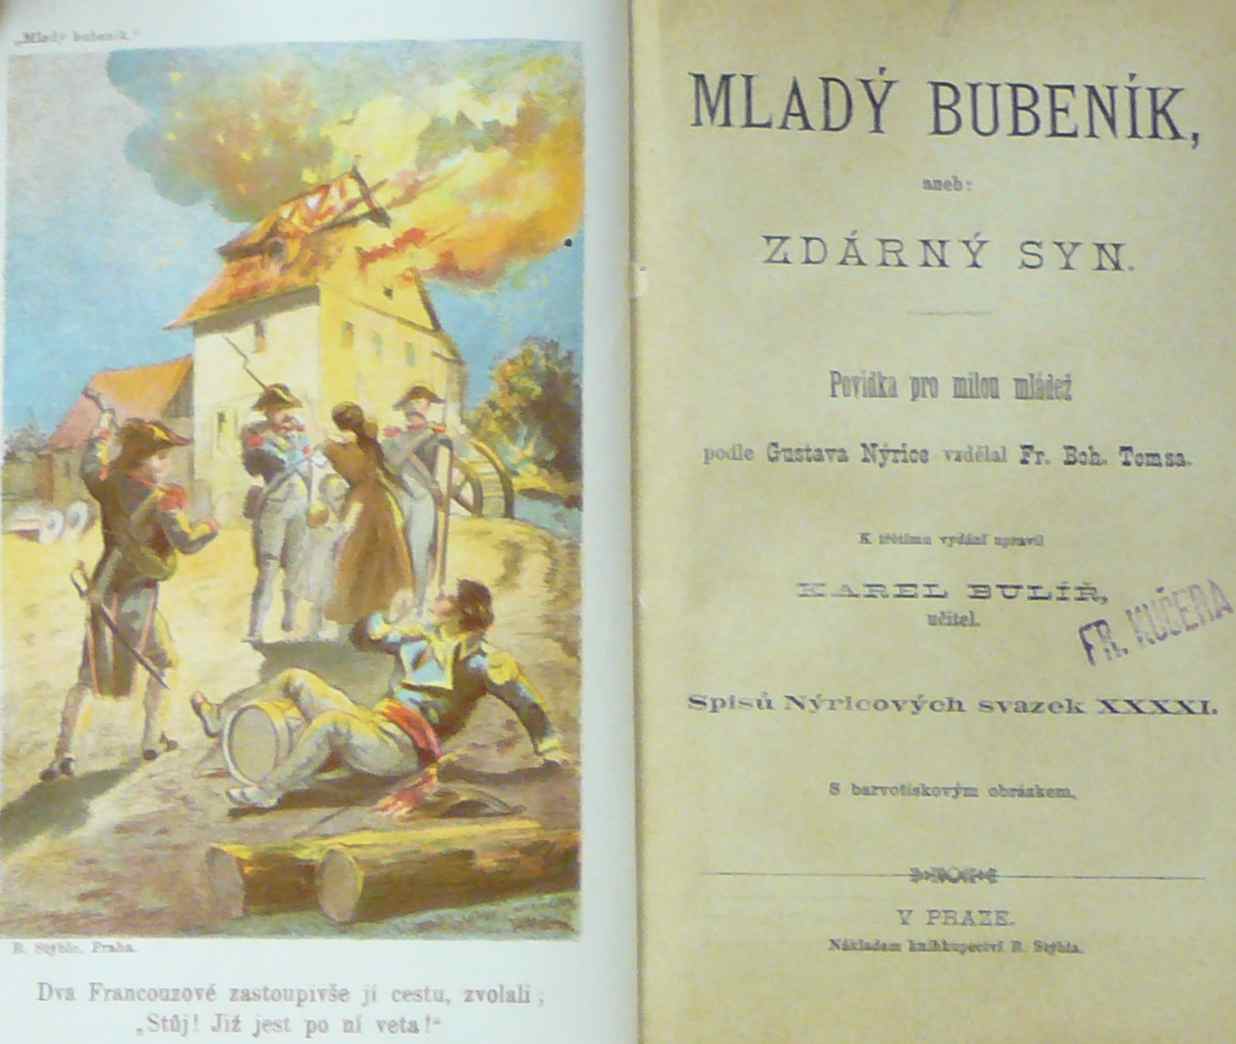 „Mladý bubeník.“
B. Stýblo, Praha.
Dva Francouzové zastoupivše jí cestu, zvolali;
„Stůj! Již jest po ní veta!“
MLADÝ BUBENÍK,
aneb:
ZDÁRNÝ SYN.
Povídka pro milou mládež
podle Gustava Nýrice vzdělal Fr. Boh. Tomsa.
K třetímu vydání upravil
KAREL BULÍŘ,
učitel.
FR. KUČERA
Spisů Nýricových svazek XXXXI.
S barvotiskovým obrázkem.
V PRAZE.
Nákladem knihkupectví B. Stýbla.